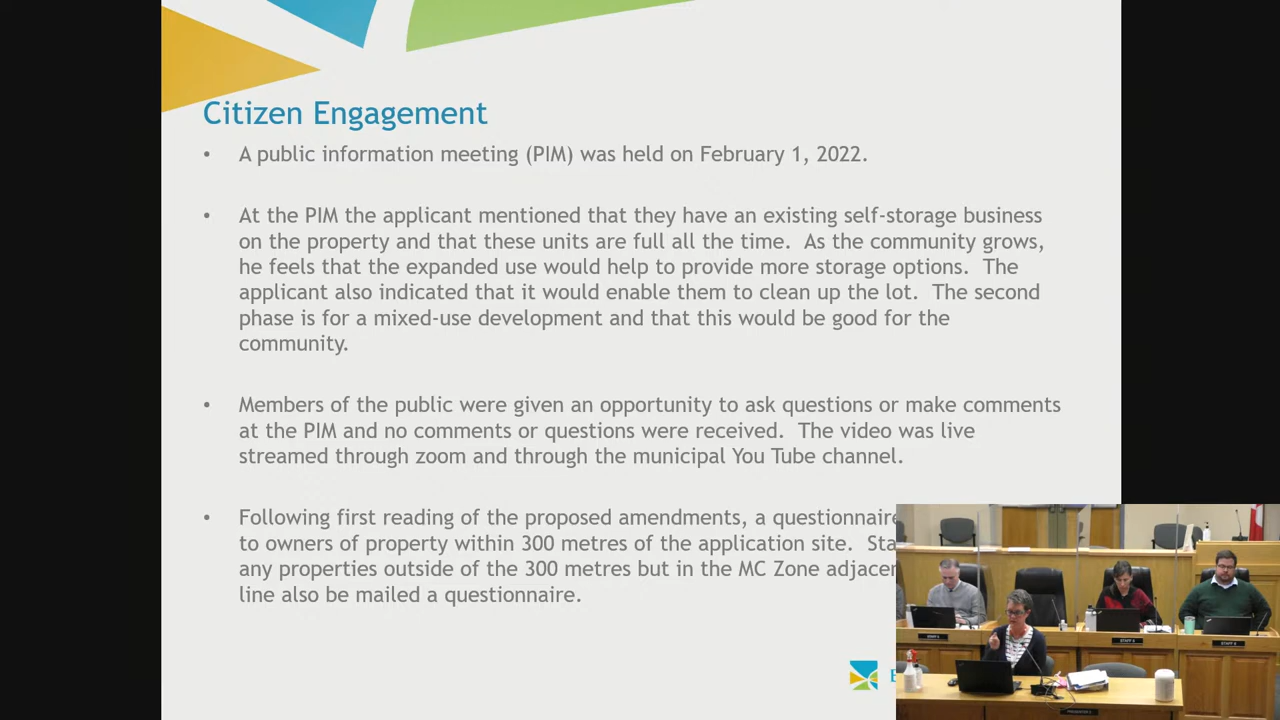 Citizen Engagement
• A public information meeting (PIM) was held on February 1, 2022.
• At the PIM the applicant mentioned that they have an existing self-storage business
on the property and that these units are full all the time. As the community grows,
he feels that the expanded use would help to provide more storage options. The
applicant also indicated that it would enable them to clean up the lot. The second
phase is for a mixed-use development and that this would be good for the
community.
• Members of the public were given an opportunity to ask questions or make comments
at the PIM and no comments or questions were received. The video was live
streamed through zoom and through the municipal You Tube channel.
• Following first reading of the proposed amendments, a questionnaire
to owners of property within 300 metres of the application site.
any properties outside of the 300 metres but in the MC Zone
line also be mailed a questionnaire.